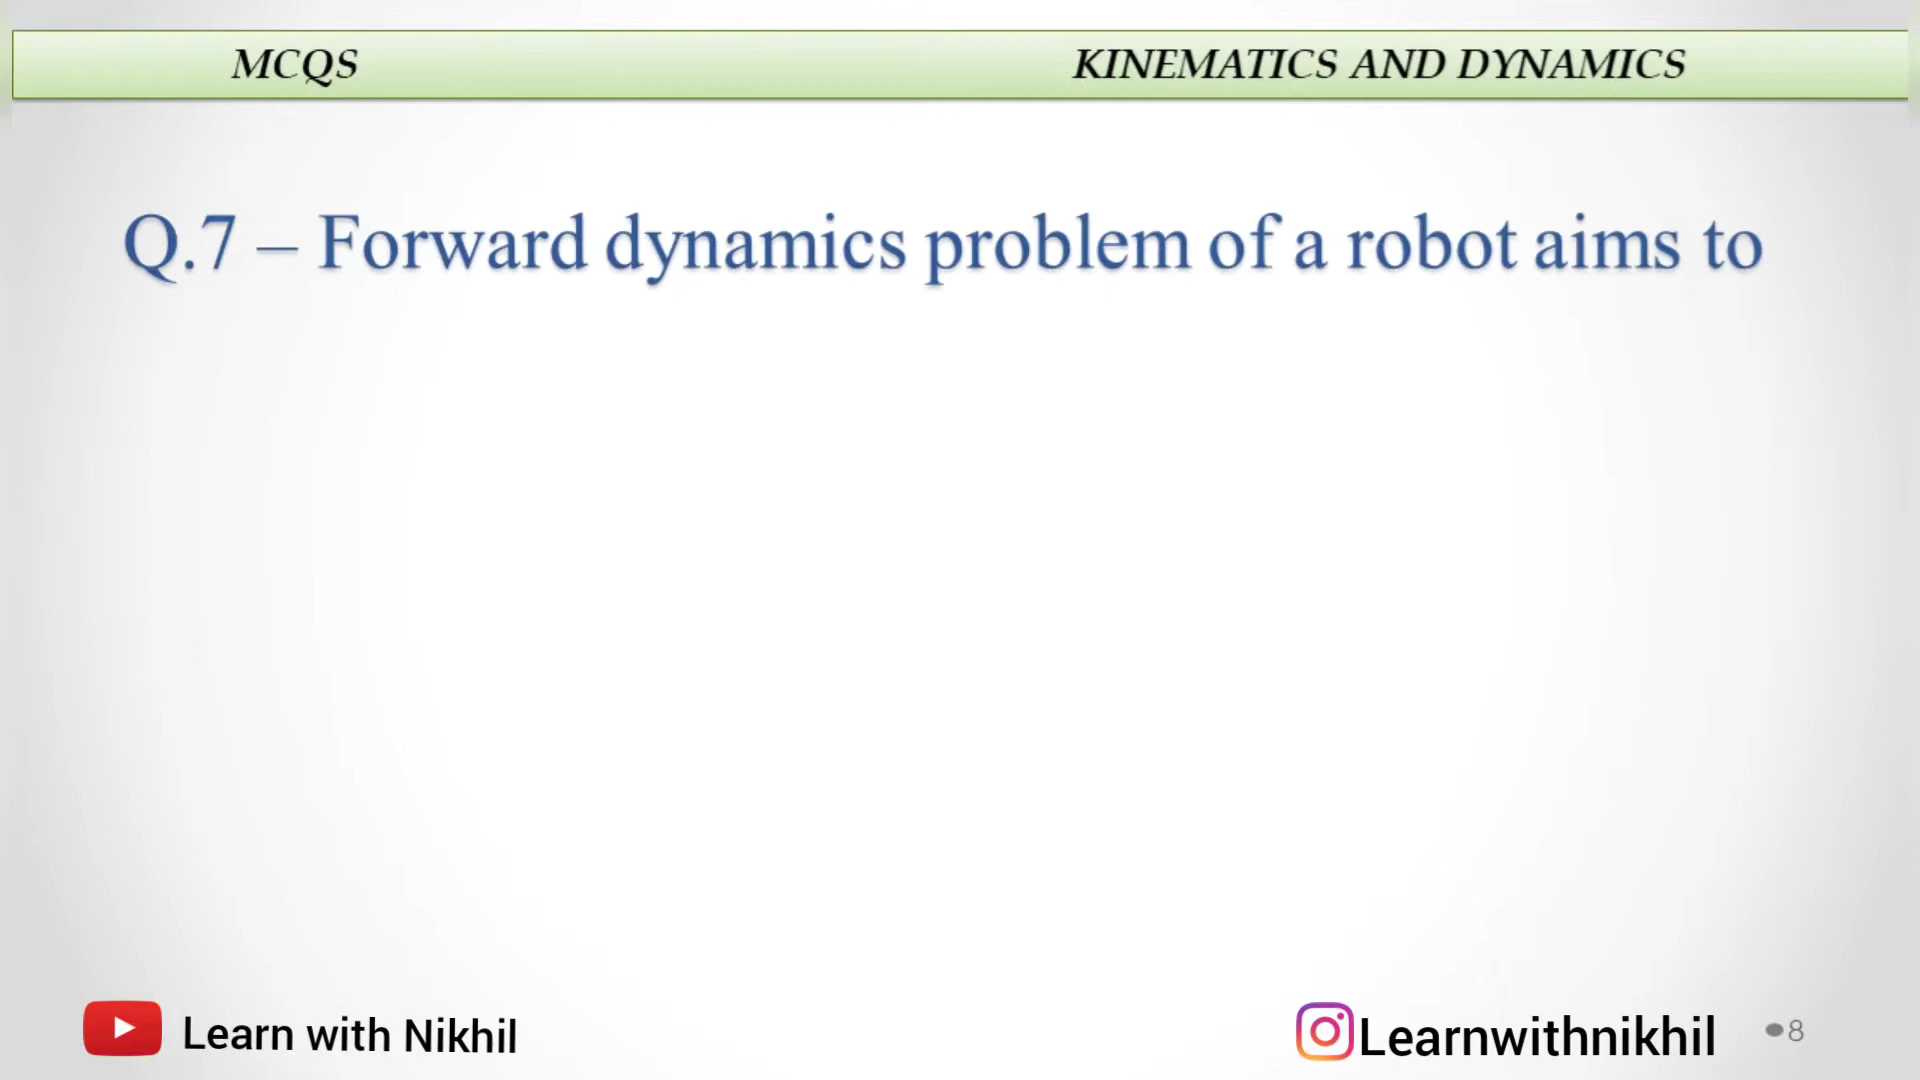 MCQS KINEMATICS AND DYNAMICS
Q.7 – Forward dynamics problem of a robot aims to
Learn with Nikhil Learnwithnikhil 8